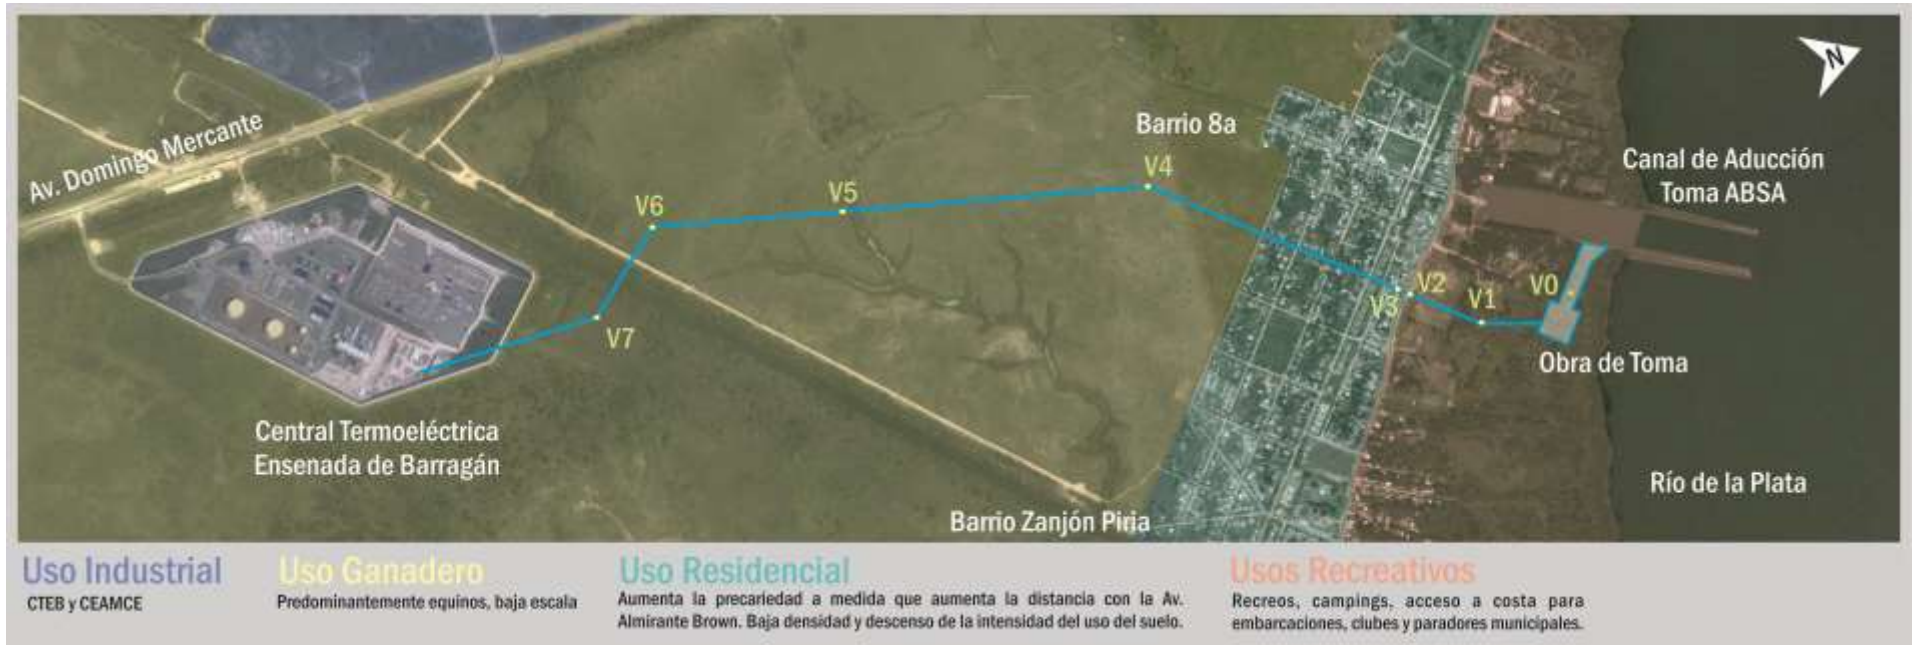 N
Av. Domingo Mercante
Barrio 8a
Canal de Aducción
Toma ABSA
V4
V5
V6
V0
V2
V3
V1
V7
Obra de Toma
Central Termoeléctrica
Ensenada de Barragán
Río de la Plata
Barrio Zanjón Piria
Uso Industrial
CTEB y CEAMCE
Uso Ganadero
Predominantemente equinos, baja escala
Uso Residencial
Aumenta la precariedad a medida que aumenta la distancia con la Av.
Almirante Brown. Baja densidad y descenso de la intensidad del uso del suelo.
Usos Recreativos
Recreos, campings, acceso a costa para
embarcaciones, clubes y paradores municipales.